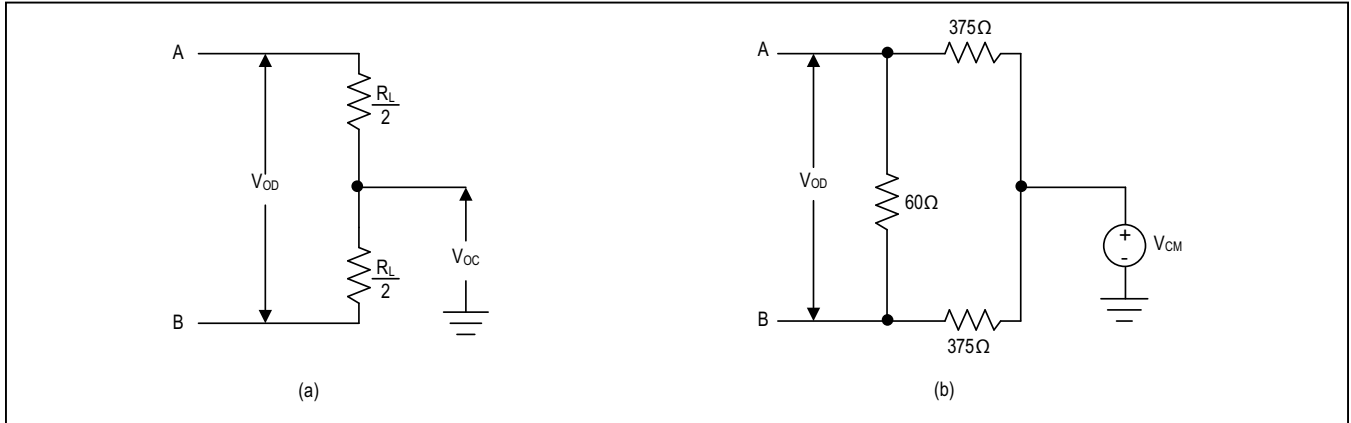 A
R_L
2
V_OD
V_OC
R_L
2
B
(a)
375Ω
A
V_OD
60Ω
+
-
V_CM
B
375Ω
(b)